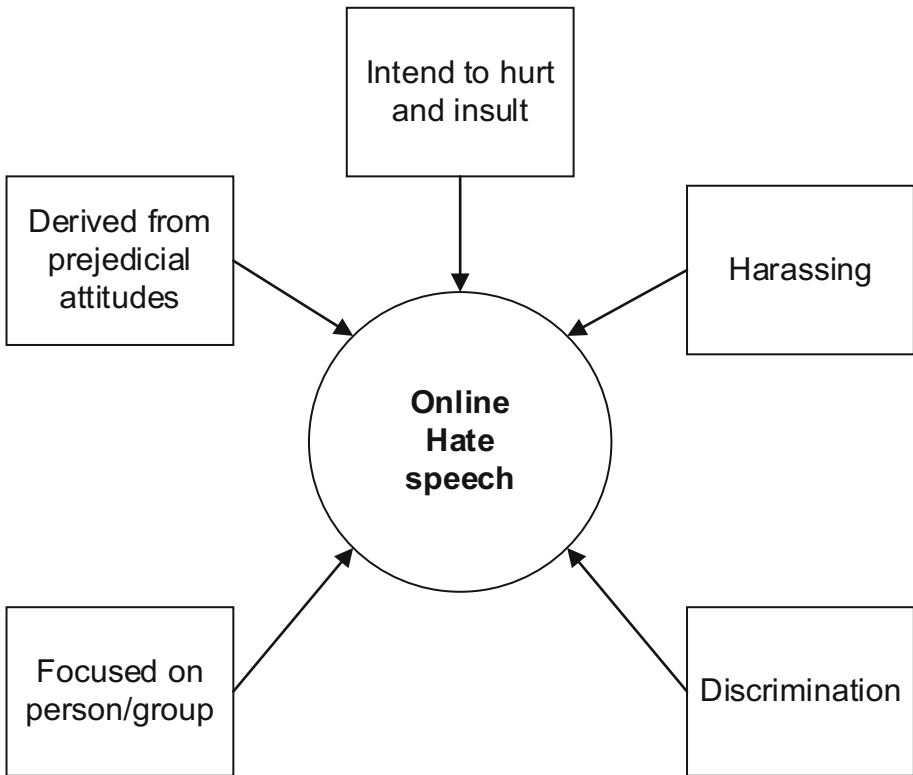 Intend to hurt
and insult
Derived from
prejedicial
attitudes
Harassing
Online
Hate
speech
Focused on
person/group
Discrimination